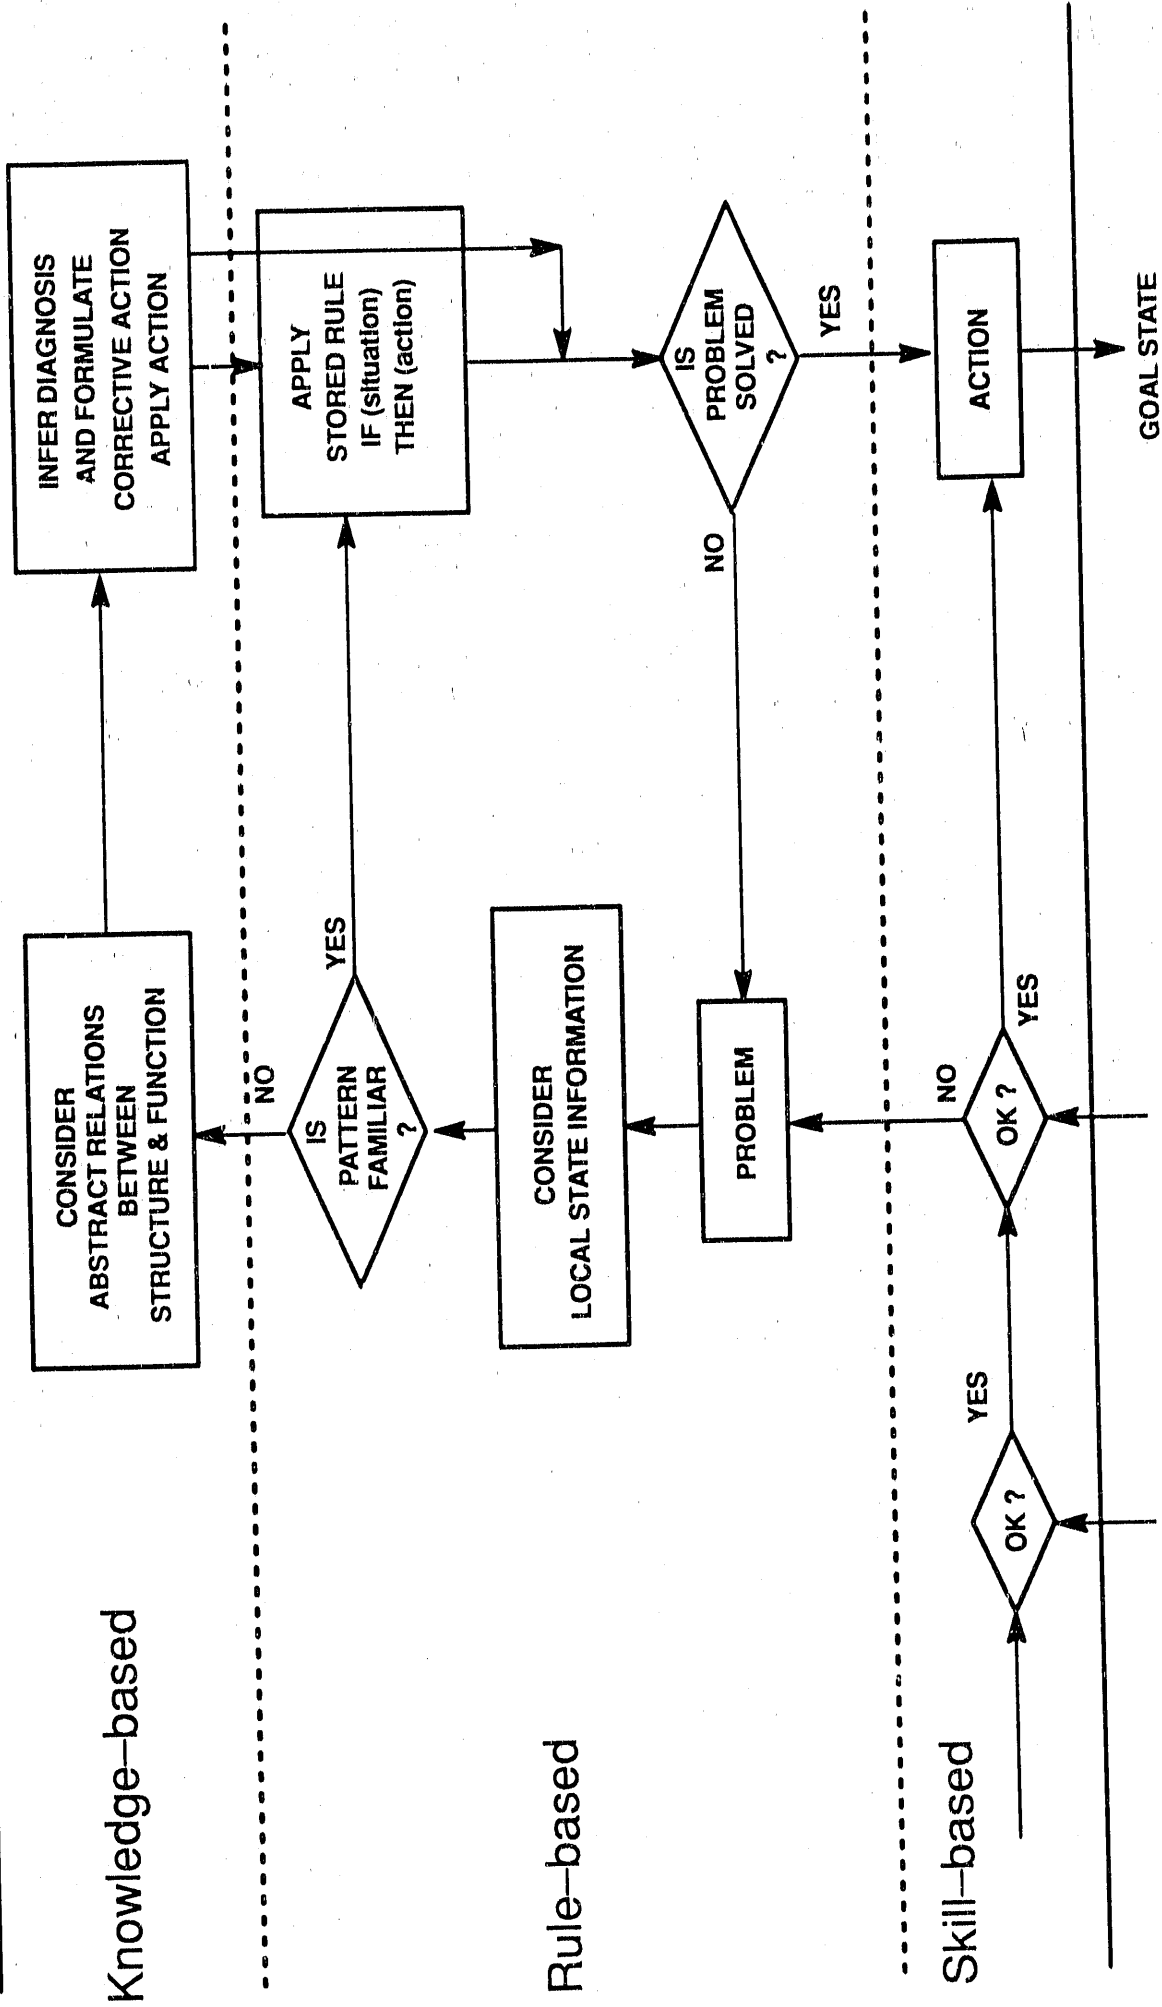 Knowledge–based
CONSIDER
ABSTRACT RELATIONS
BETWEEN
STRUCTURE & FUNCTION
INFER DIAGNOSIS
AND FORMULATE
CORRECTIVE ACTION
APPLY ACTION
NO
Rule–based
IS
PATTERN
FAMILIAR
?
YES
APPLY
STORED RULE
IF (situation)
THEN (action)
CONSIDER
LOCAL STATE INFORMATION
PROBLEM
NO
IS
PROBLEM
SOLVED
?
YES
Skill–based
OK ?
YES
NO
OK ?
YES
ACTION
GOAL STATE